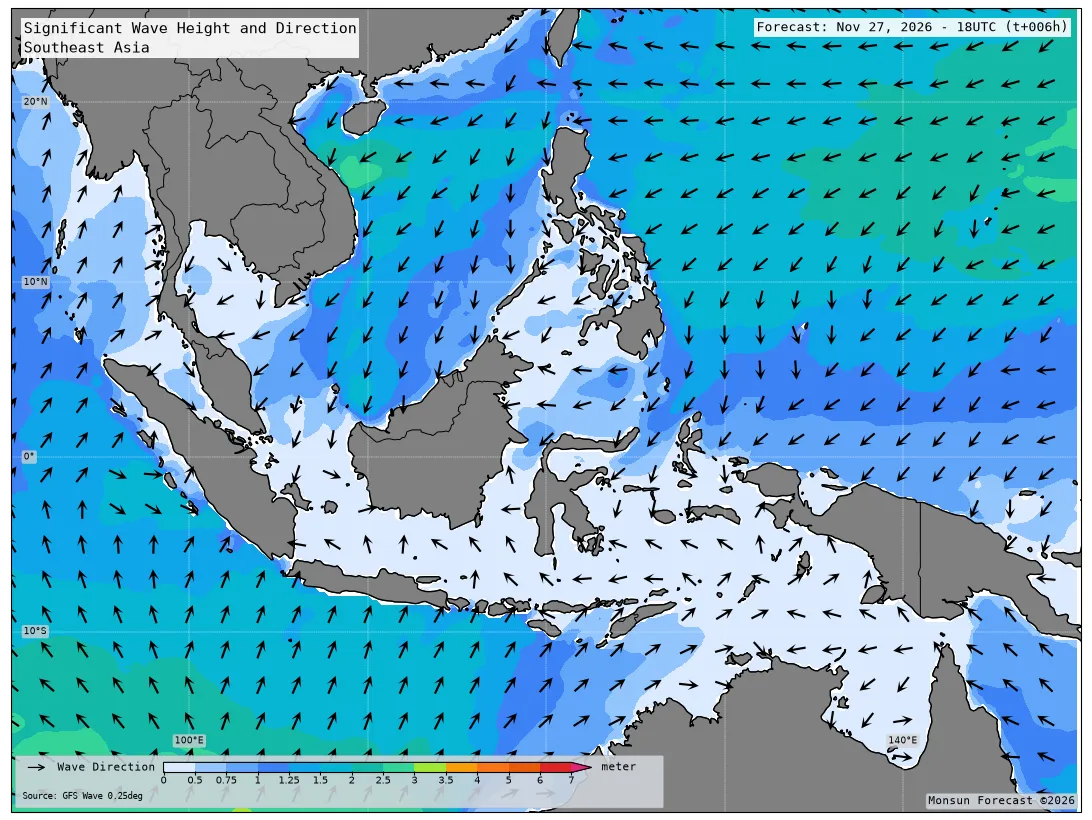 Significant Wave Height and Direction
Southeast Asia
Forecast: Nov 27, 2026 - 18UTC (t+006h)
20°N
10°N
0°
10°S
100°E
140°E
Wave Direction
meter
0 0.5 0.75 1 1.25 1.5 2 2.5 3 3.5 4 5 6 7
Source: GFS Wave 0.25deg
Monsun Forecast ©2026